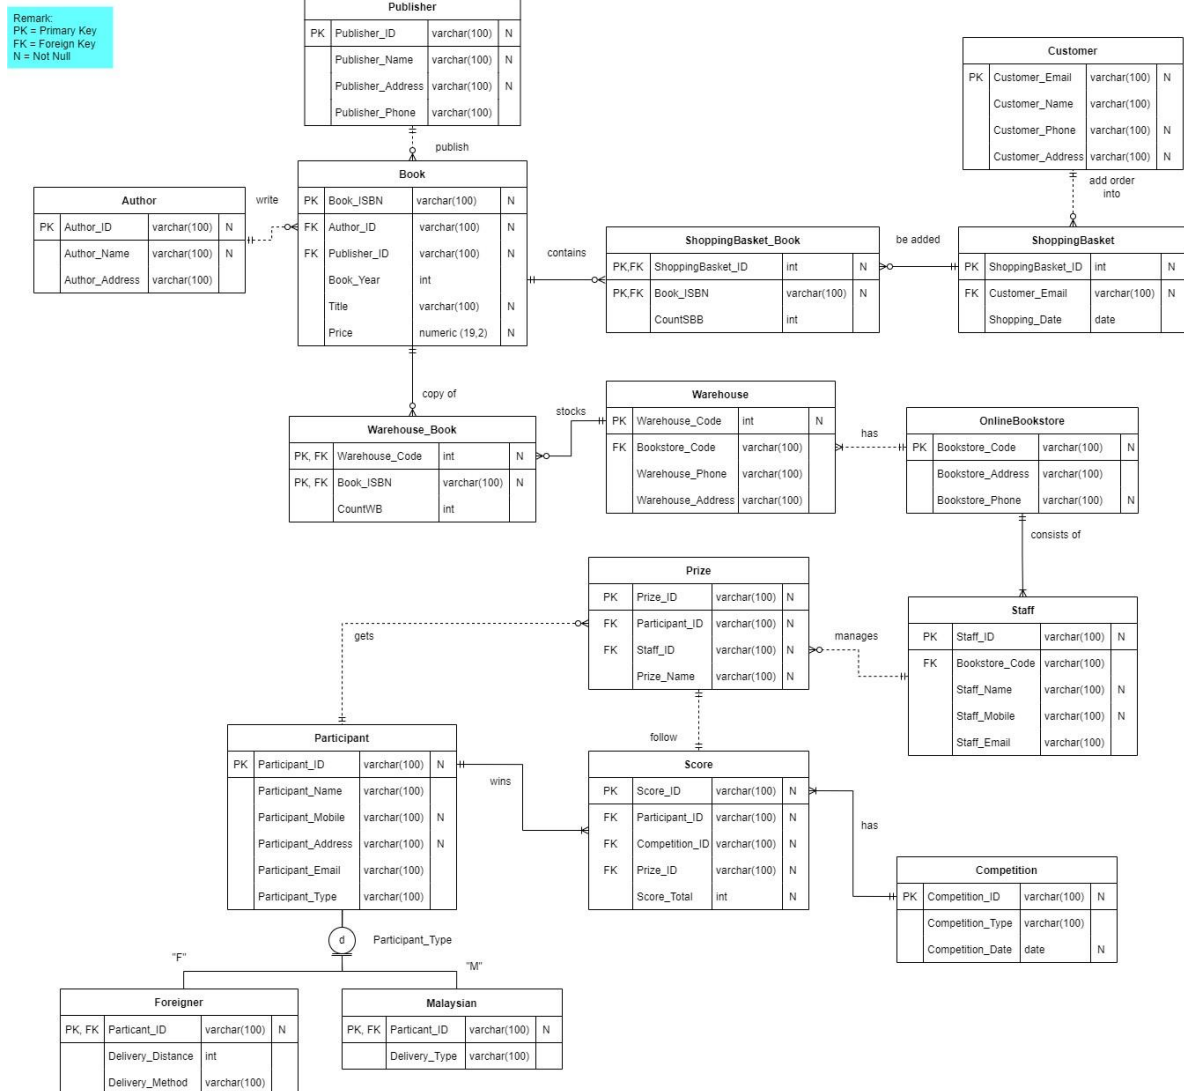 Remark:
PK = Primary Key
FK = Foreign Key
N = Not Null
Publisher
PK Publisher_ID varchar(100) N
Publisher_Name varchar(100) N
Publisher_Address varchar(100) N
Publisher_Phone varchar(100)
publish
Customer
PK Customer_Email varchar(100) N
Customer_Name varchar(100)
Customer_Phone varchar(100) N
Customer_Address varchar(100) N
add order
into
Author
PK Author_ID varchar(100) N
Author_Name varchar(100) N
Author_Address varchar(100)
write
Book
PK Book_ISBN varchar(100) N
FK Author_ID varchar(100) N
FK Publisher_ID varchar(100) N
Book_Year int
Title varchar(100) N
Price numeric (19,2) N
contains
ShoppingBasket_Book
PK,FK ShoppingBasket_ID int N
PK,FK Book_ISBN varchar(100) N
CountSBB int
be added
ShoppingBasket
PK ShoppingBasket_ID int N
FK Customer_Email varchar(100) N
Shopping_Date date
copy of
Warehouse_Book
PK, FK Warehouse_Code int N
PK, FK Book_ISBN varchar(100) N
CountWB int
stocks
Warehouse
PK Warehouse_Code int N
FK Bookstore_Code varchar(100)
Warehouse_Phone varchar(100)
Warehouse_Address varchar(100)
has
OnlineBookstore
PK Bookstore_Code varchar(100) N
Bookstore_Address varchar(100)
Bookstore_Phone varchar(100) N
consists of
Prize
PK Prize_ID varchar(100) N
FK Participant_ID varchar(100) N
FK Staff_ID varchar(100) N
Prize_Name varchar(100) N
gets
manages
Staff
PK Staff_ID varchar(100) N
FK Bookstore_Code varchar(100)
Staff_Name varchar(100) N
Staff_Mobile varchar(100) N
Staff_Email varchar(100)
follow
Participant
PK Participant_ID varchar(100) N
Participant_Name varchar(100)
Participant_Mobile varchar(100) N
Participant_Address varchar(100) N
Participant_Email varchar(100)
Participant_Type varchar(100)
wins
Score
PK Score_ID varchar(100) N
FK Participant_ID varchar(100) N
FK Competition_ID varchar(100) N
FK Prize_ID varchar(100) N
Score_Total int N
has
Competition
PK Competition_ID varchar(100) N
Competition_Type varchar(100)
Competition_Date date N
d Participant_Type
"F"
"M"
Foreigner
PK, FK Particant_ID varchar(100) N
Delivery_Distance int
Delivery_Method varchar(100)
Malaysian
PK, FK Particant_ID varchar(100) N
Delivery_Type varchar(100)